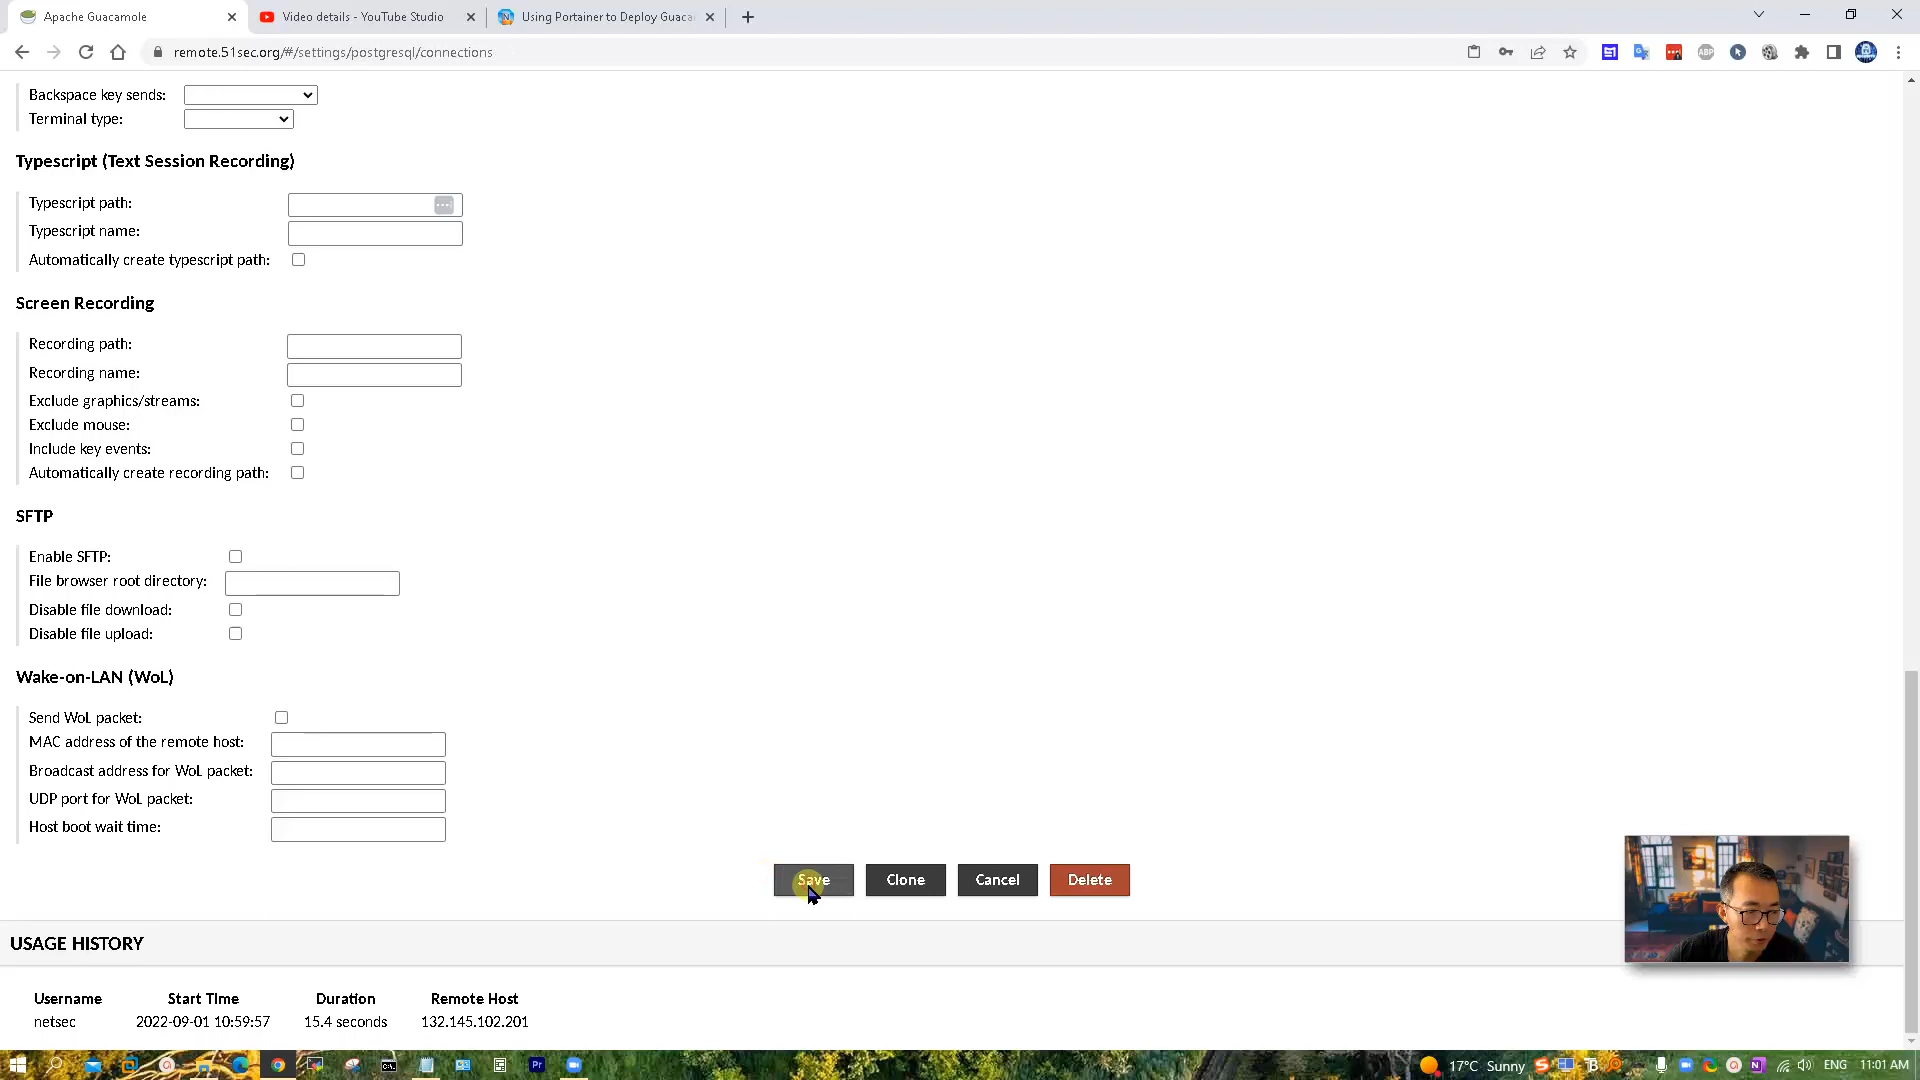 Apache Guacamole
Video details - YouTube Studio
Using Portainer to Deploy Guaca
remote.51sec.org/#/settings/postgresql/connections
Backspace key sends:
Terminal type:
Typescript (Text Session Recording)
Typescript path:
Typescript name:
Automatically create typescript path:
Screen Recording
Recording path:
Recording name:
Exclude graphics/streams:
Exclude mouse:
Include key events:
Automatically create recording path:
SFTP
Enable SFTP:
File browser root directory:
Disable file download:
Disable file upload:
Wake-on-LAN (WoL)
Send WoL packet:
MAC address of the remote host:
Broadcast address for WoL packet:
UDP port for WoL packet:
Host boot wait time:
Save Clone Cancel Delete
USAGE HISTORY
Username Start Time Duration Remote Host
netsec 2022-09-01 10:59:57 15.4 seconds 132.145.102.201
17°C Sunny ENG 11:01 AM